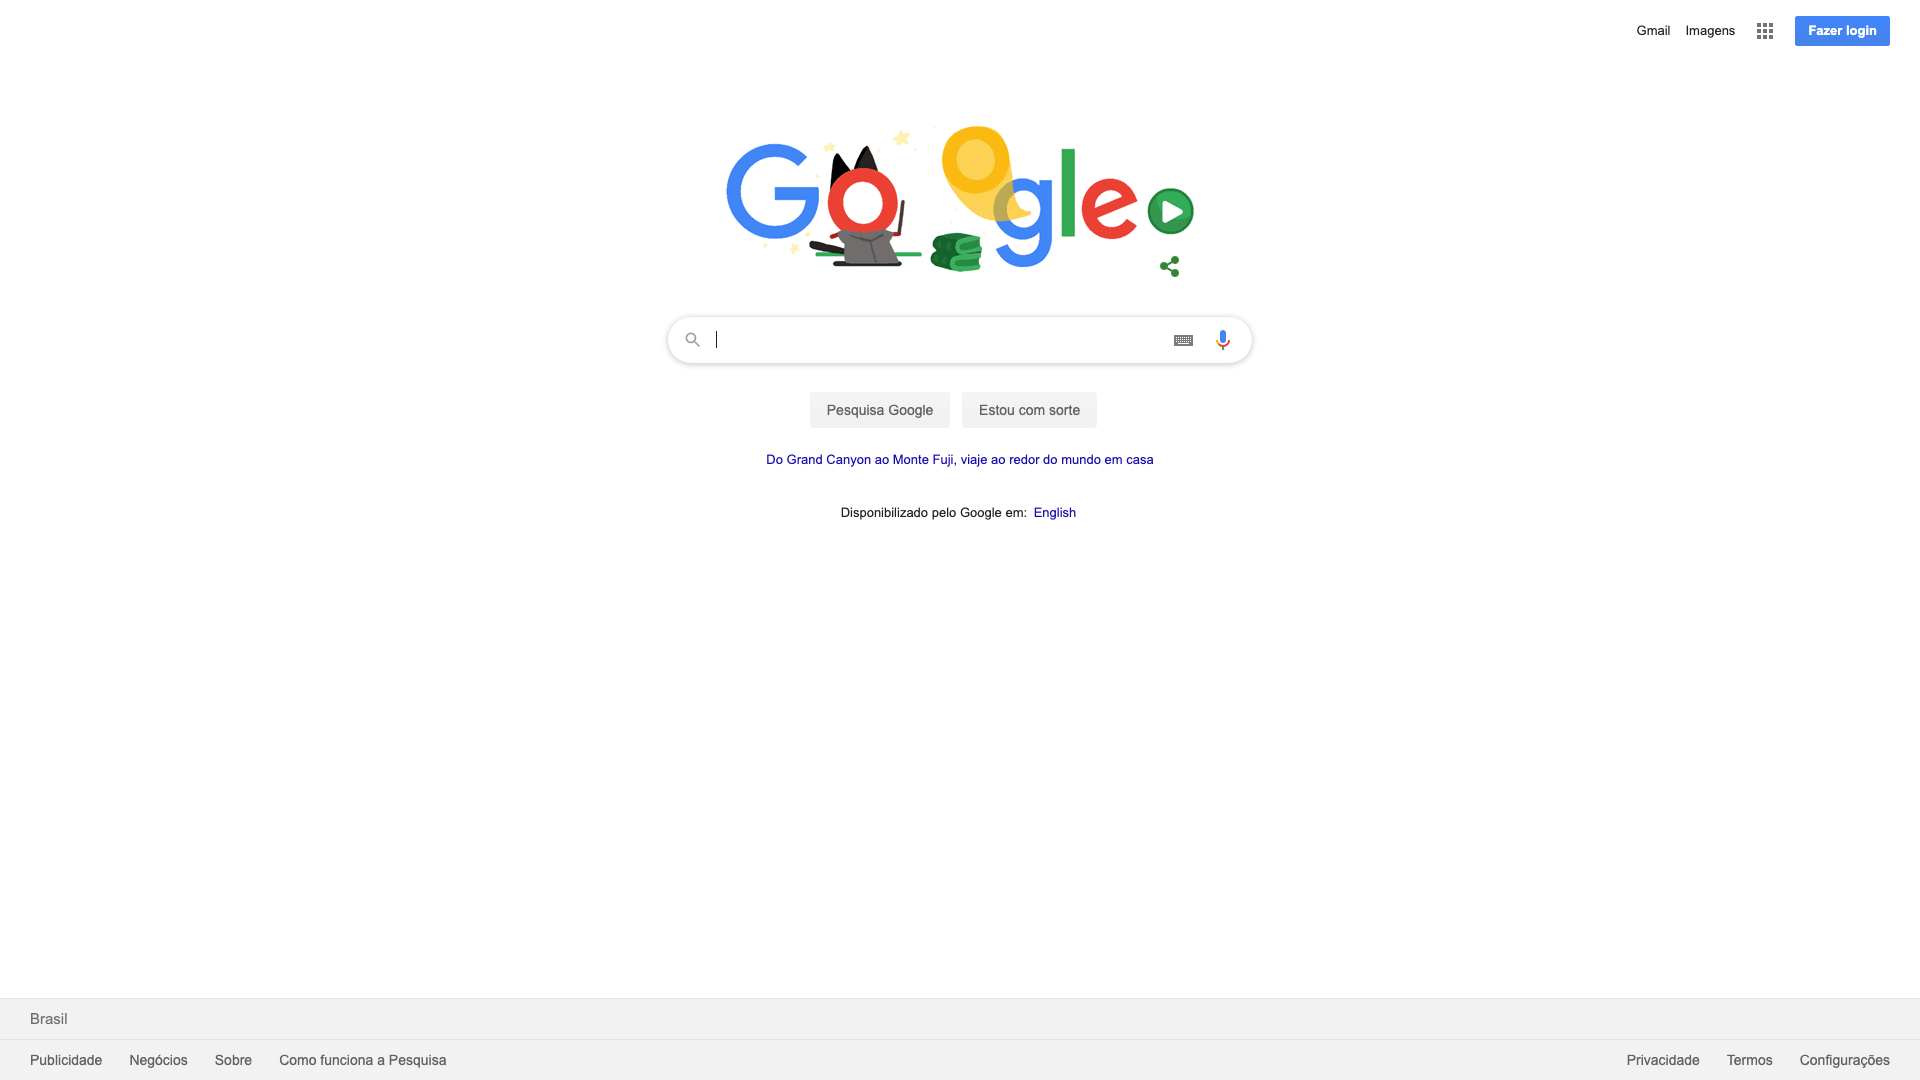 Gmail Imagens Fazer login
Google
Pesquisa Google Estou com sorte
Do Grand Canyon ao Monte Fuji, viaje ao redor do mundo em casa
Disponibilizado pelo Google em: English
Brasil
Publicidade Negócios Sobre Como funciona a Pesquisa Privacidade Termos Configurações